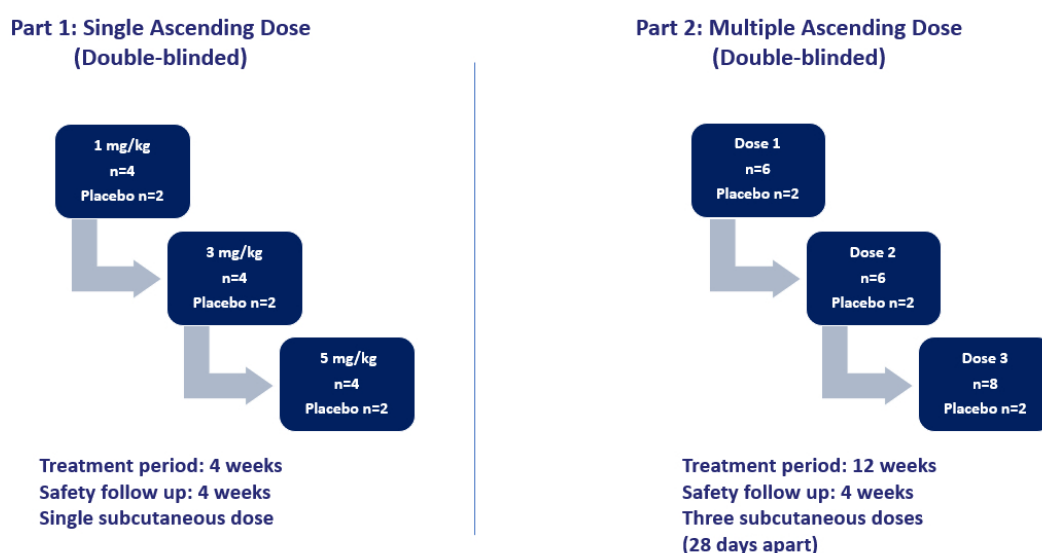 Part 1: Single Ascending Dose
(Double-blinded)
1 mg/kg
n=4
Placebo n=2
3 mg/kg
n=4
Placebo n=2
5 mg/kg
n=4
Placebo n=2
Treatment period: 4 weeks
Safety follow up: 4 weeks
Single subcutaneous dose
Part 2: Multiple Ascending Dose
(Double-blinded)
Dose 1
n=6
Placebo n=2
Dose 2
n=6
Placebo n=2
Dose 3
n=8
Placebo n=2
Treatment period: 12 weeks
Safety follow up: 4 weeks
Three subcutaneous doses
(28 days apart)